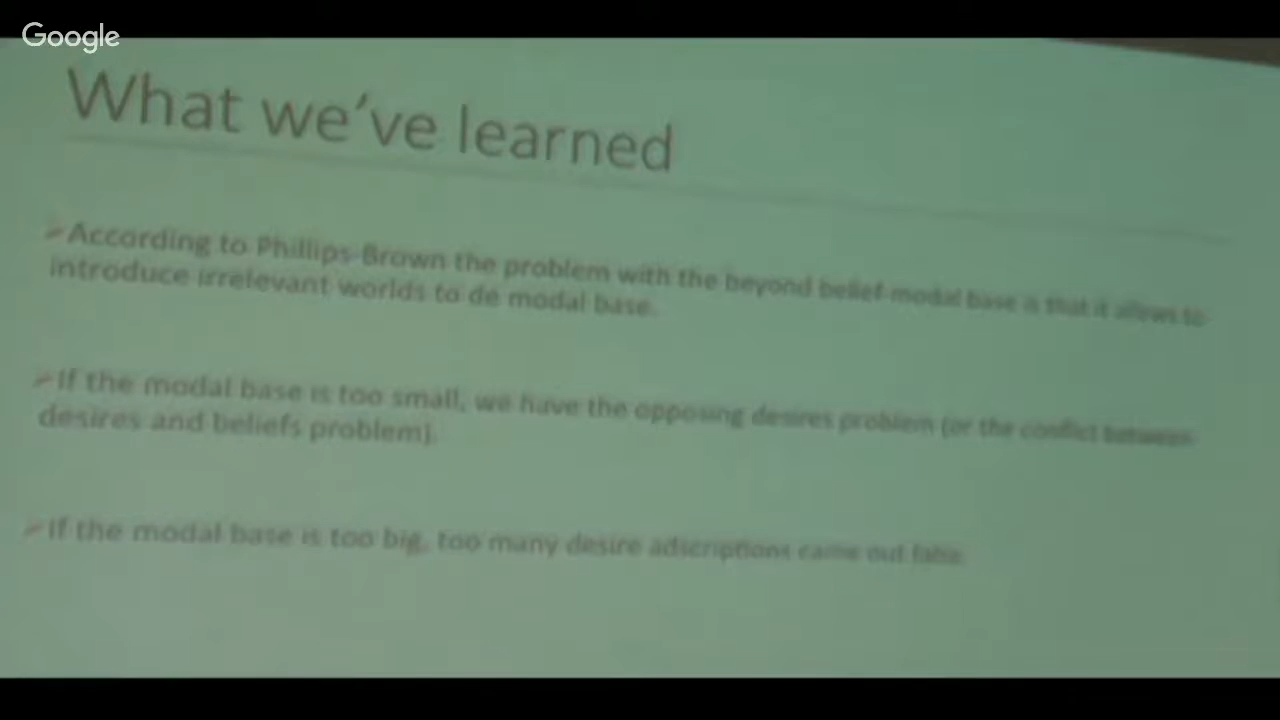 Google
What we've learned
➢According to Phillips-Brown the problem with the beyond belief modal base is that it allows to
introduce irrelevant worlds to de modal base.
➢If the modal base is too small, we have the opposing desires problem (or the conflict between
desires and beliefs problem).
➢If the modal base is too big, too many desire adscriptions came out false.